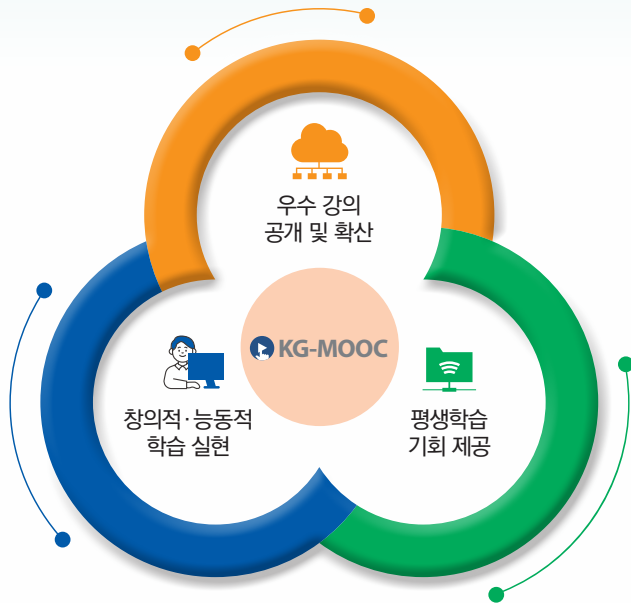 우수 강의
공개 및 확산
KG-MOOC
창의적·능동적
학습 실현
평생학습
기회 제공